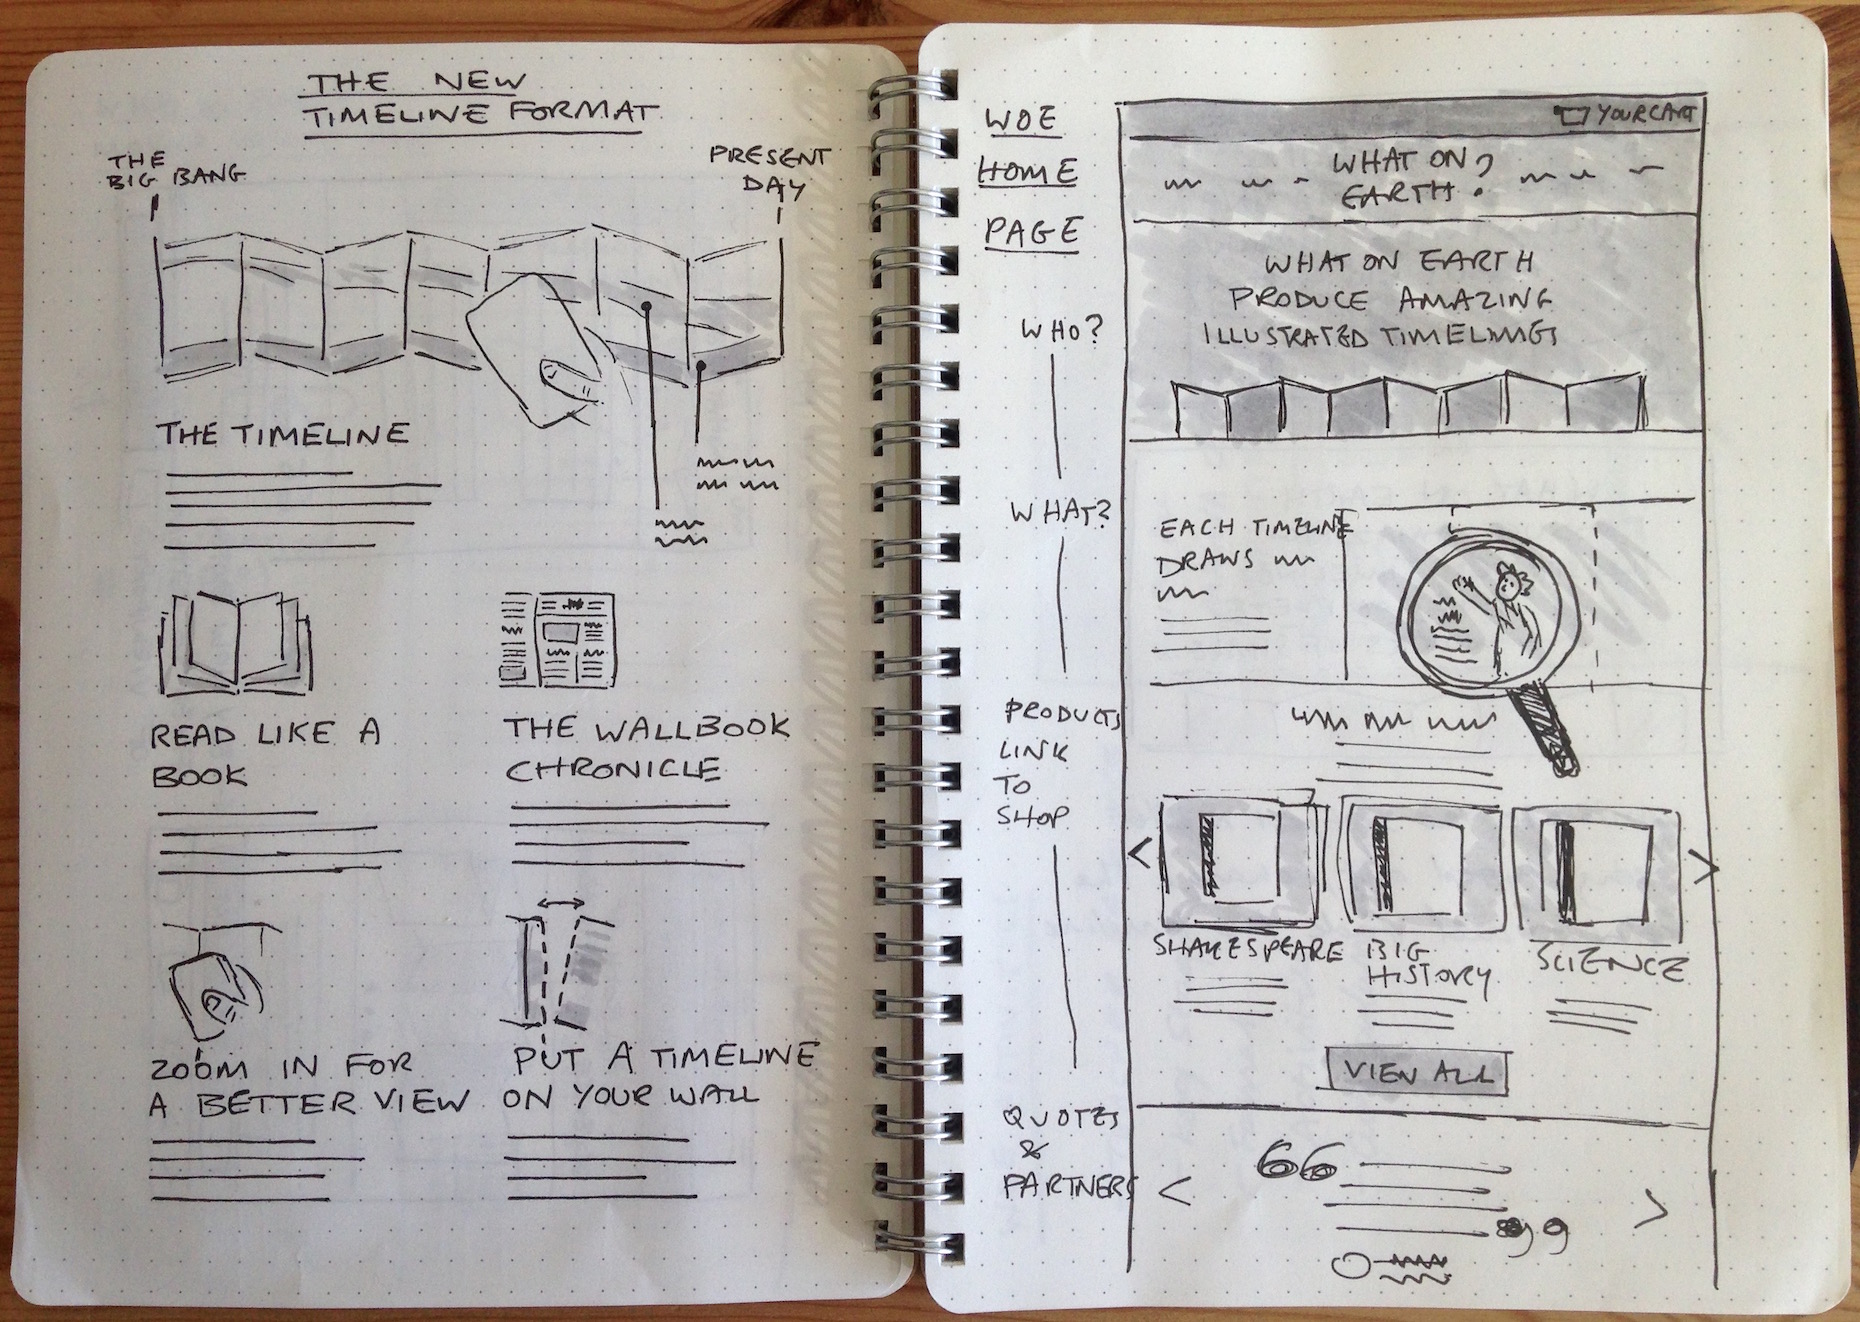 THE NEW
TIMELINE FORMAT
THE
BIG BANG
PRESENT
DAY
THE TIMELINE
READ LIKE A
BOOK
THE WALLBOOK
CHRONICLE
ZOOM IN FOR
A BETTER VIEW
PUT A TIMELINE
ON YOUR WALL
WOE
HOME
PAGE
WHO?
WHAT?
PRODUCTS
LINK
TO
SHOP
QUOTES
&
PARTNERS
YOUR CART
WHAT ON
EARTH?
WHAT ON EARTH
PRODUCE AMAZING
ILLUSTRATED TIMELINES
EACH TIMELINE
DRAWS
<
>
SHAKESPEARE
BIG
HISTORY
SCIENCE
VIEW ALL
66
<
>
99